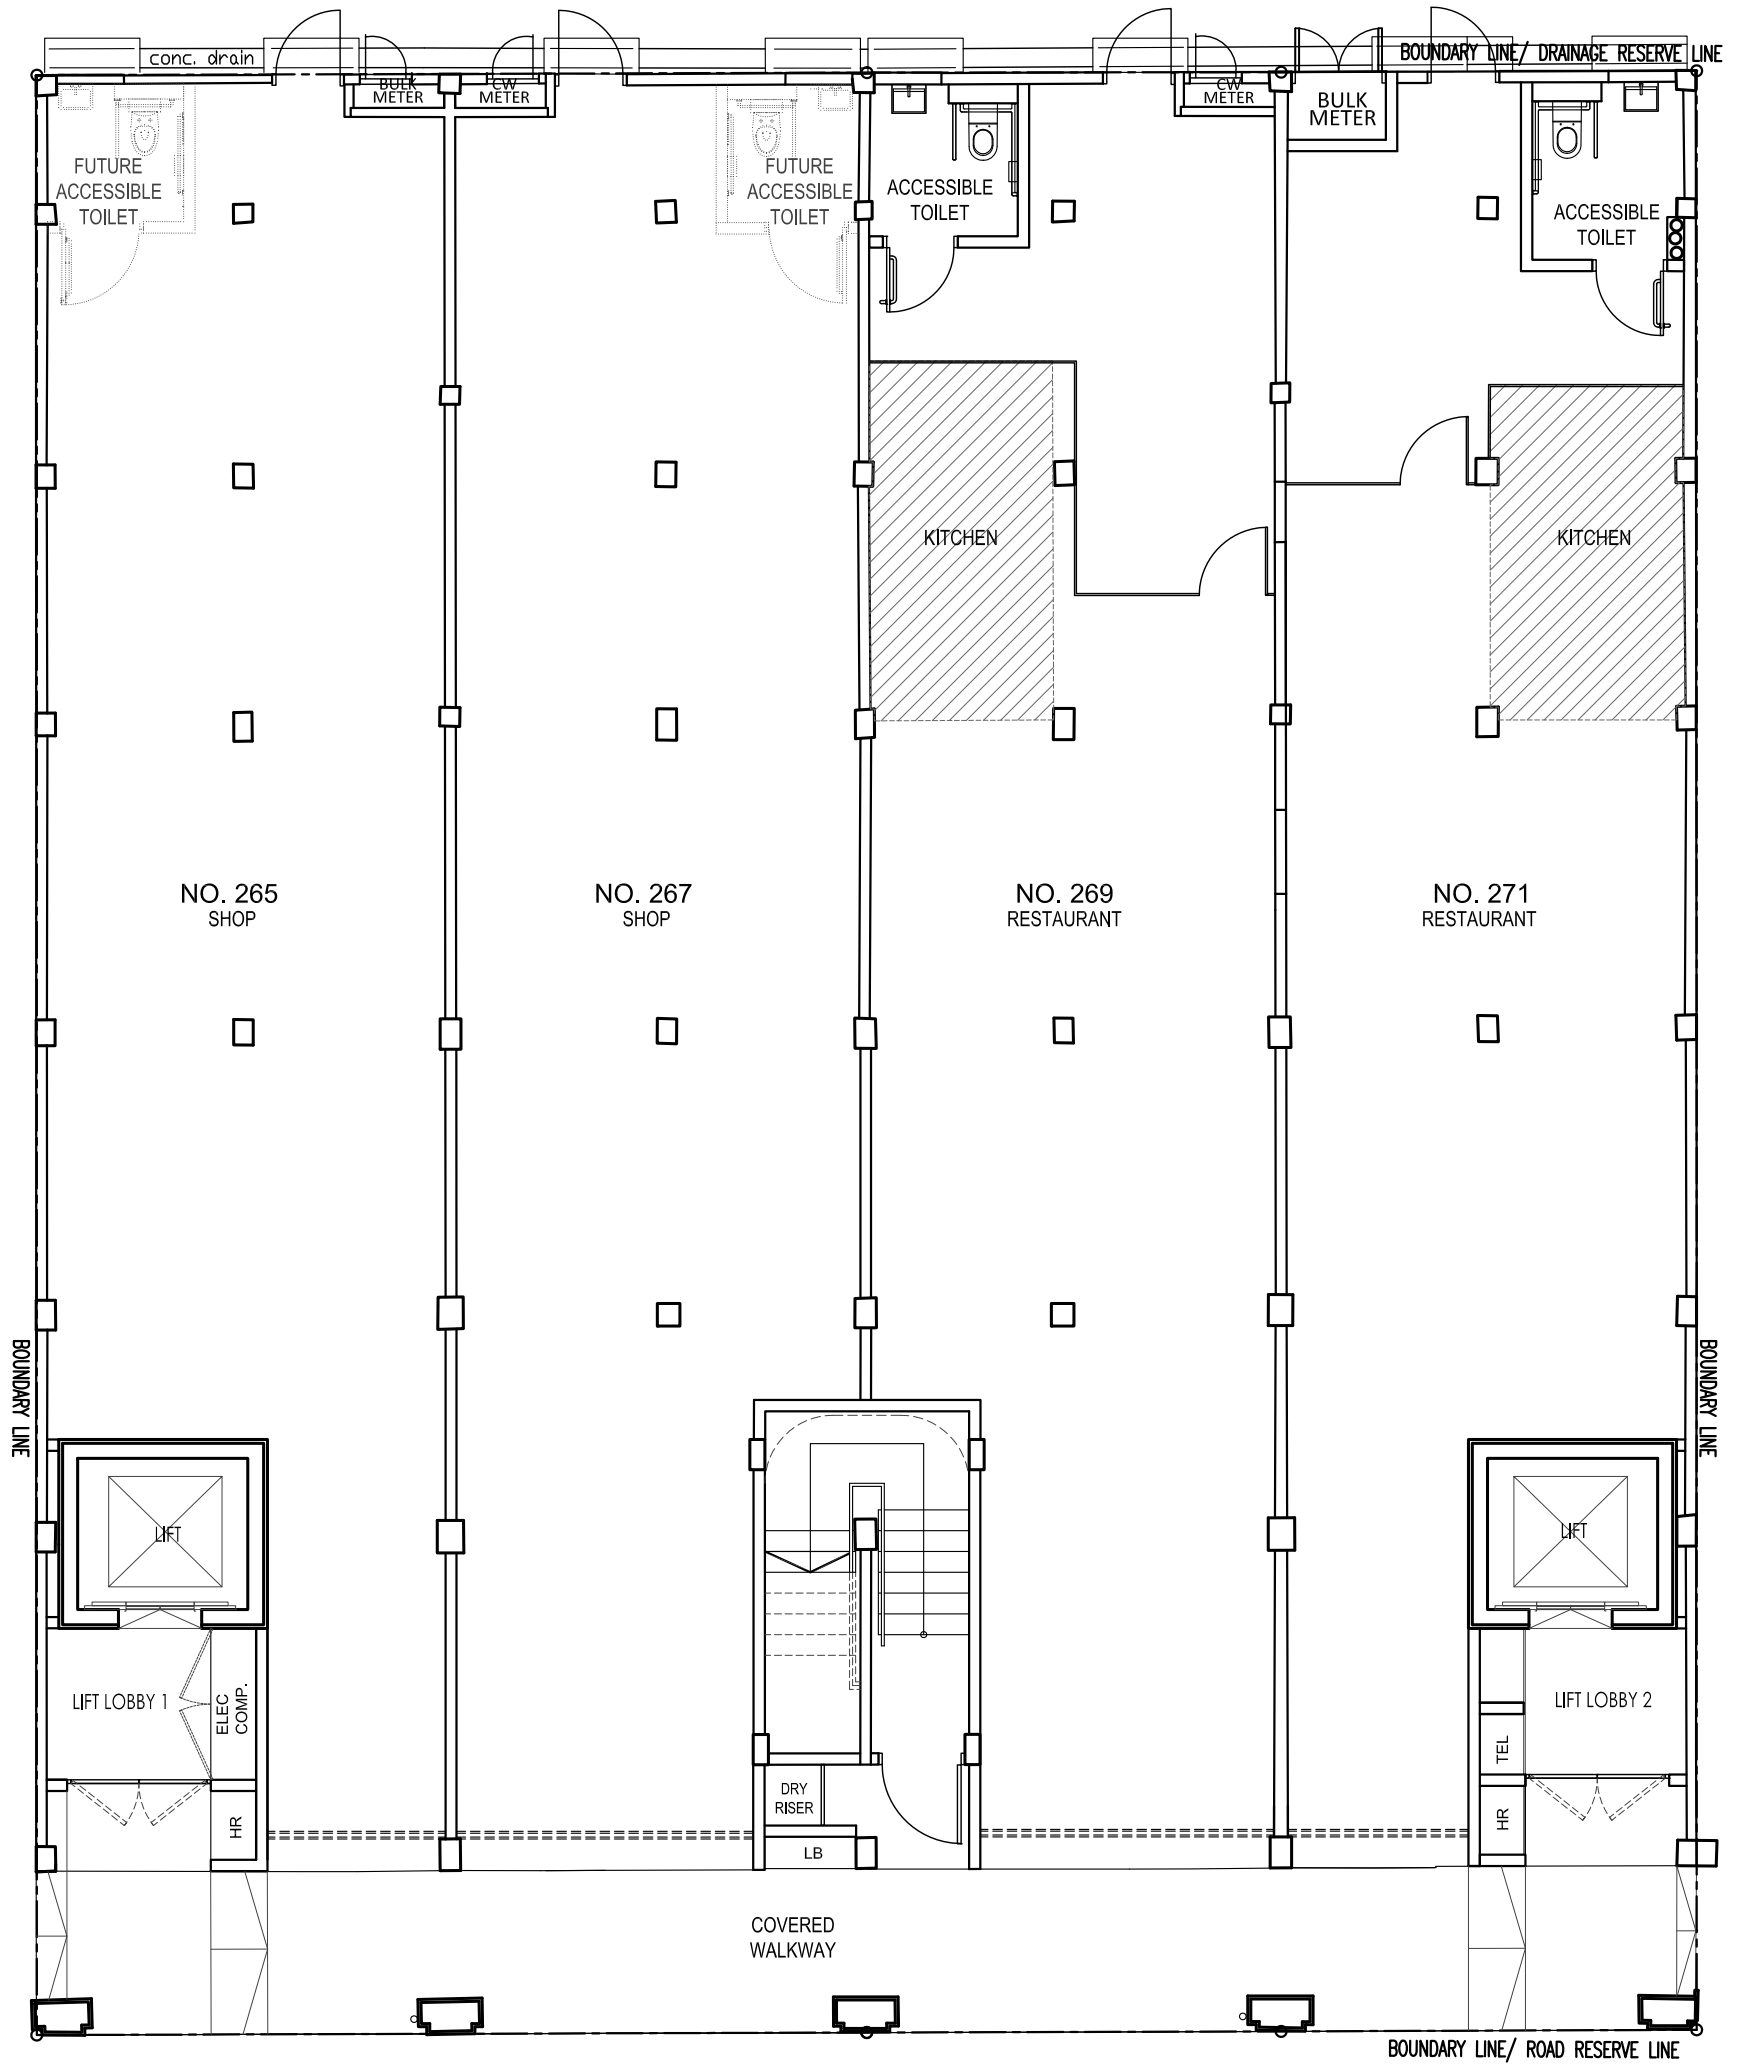 conc. drain
BOUNDARY LINE/ DRAINAGE RESERVE LINE
BULK
METER
CW
METER
CW
METER
BULK
METER
FUTURE
ACCESSIBLE
TOILET
FUTURE
ACCESSIBLE
TOILET
ACCESSIBLE
TOILET
ACCESSIBLE
TOILET
KITCHEN
KITCHEN
NO. 265
SHOP
NO. 267
SHOP
NO. 269
RESTAURANT
NO. 271
RESTAURANT
BOUNDARY LINE
BOUNDARY LINE
LIFT
LIFT
LIFT LOBBY 1
ELEC
COMP.
HR
DRY
RISER
LB
LIFT LOBBY 2
TEL
HR
COVERED
WALKWAY
BOUNDARY LINE/ ROAD RESERVE LINE